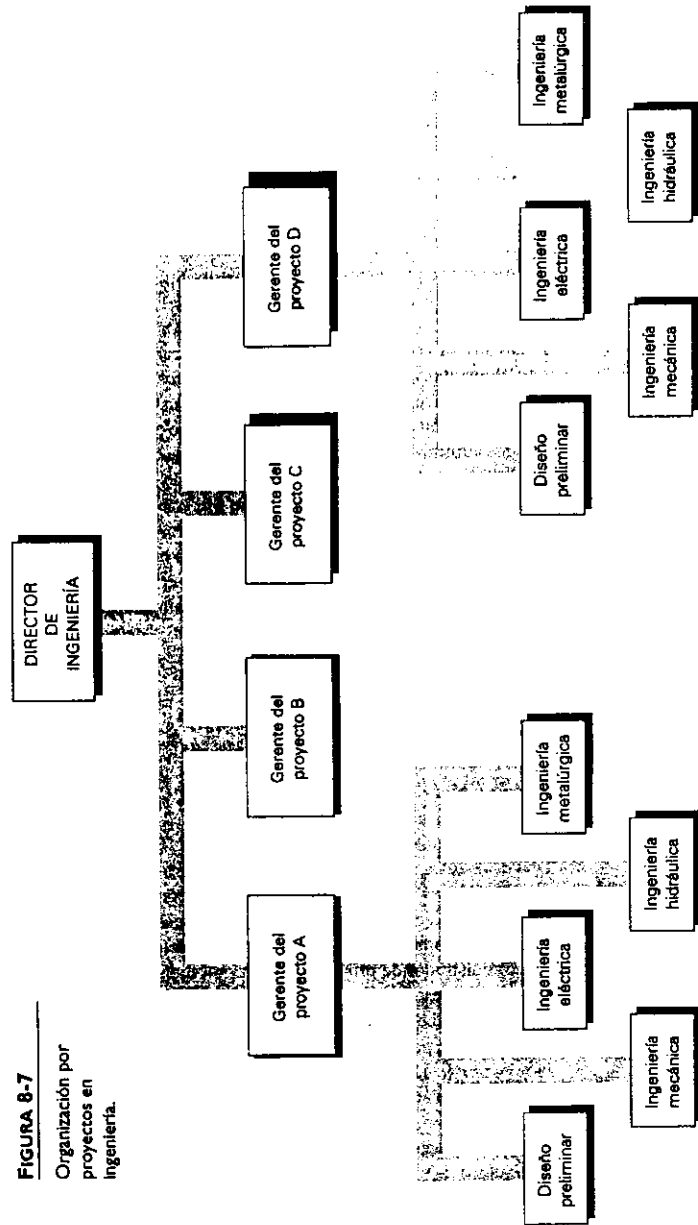 FIGURA 8-7
Organización por
proyectos en
ingeniería.
DIRECTOR
DE
INGENIERÍA
Gerente del
proyecto A
Gerente del
proyecto B
Gerente del
proyecto C
Gerente del
proyecto D
Diseño
preliminar
Ingeniería
mecánica
Ingeniería
eléctrica
Ingeniería
hidráulica
Ingeniería
metalúrgica
Diseño
preliminar
Ingeniería
mecánica
Ingeniería
eléctrica
Ingeniería
hidráulica
Ingeniería
metalúrgica